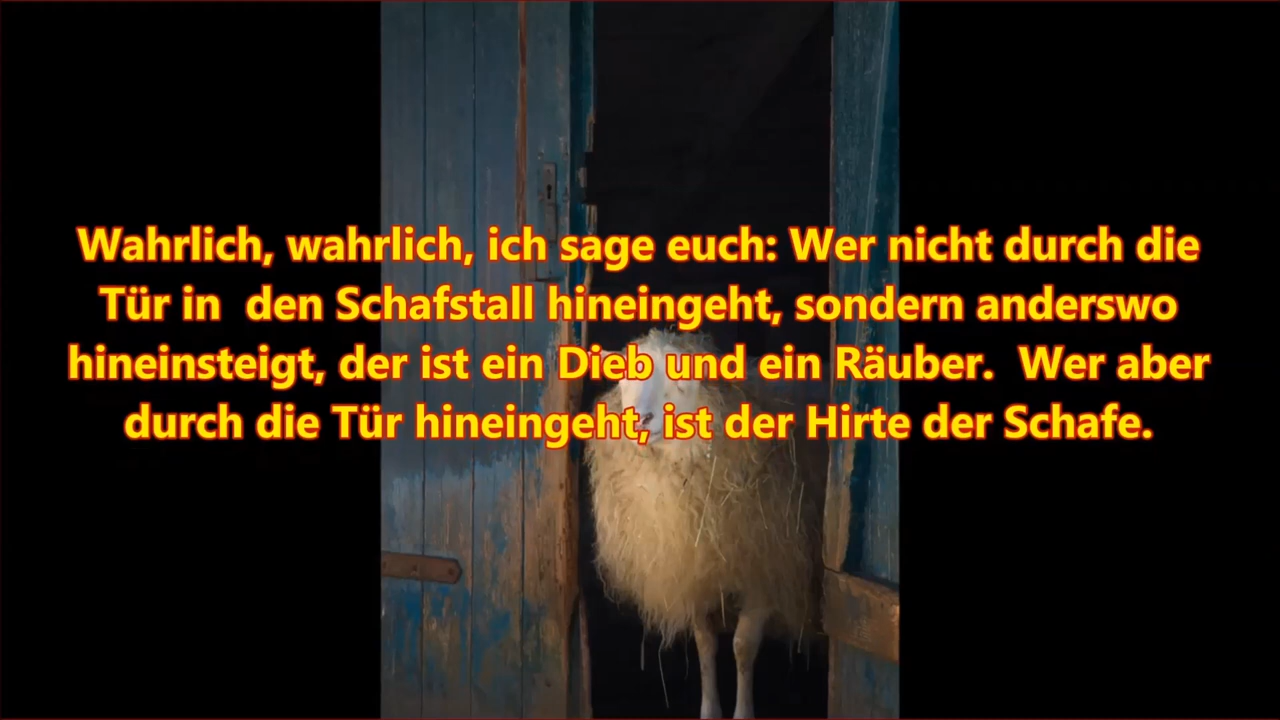 Wahrlich, wahrlich, ich sage euch: Wer nicht durch die
Tür in  den Schafstall hineingeht, sondern anderswo
hineinsteigt, der ist ein Dieb und ein Räuber.  Wer aber
durch die Tür hineingeht, ist der Hirte der Schafe.